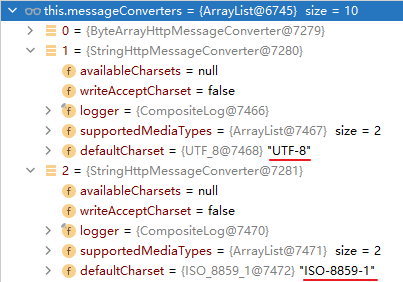 this.messageConverters = {ArrayList@6745} size = 10
0 = {ByteArrayHttpMessageConverter@7279}
1 = {StringHttpMessageConverter@7280}
availableCharsets = null
writeAcceptCharset = false
logger = {CompositeLog@7466}
supportedMediaTypes = {ArrayList@7467} size = 2
defaultCharset = {UTF_8@7468} "UTF-8"
2 = {StringHttpMessageConverter@7281}
availableCharsets = null
writeAcceptCharset = false
logger = {CompositeLog@7470}
supportedMediaTypes = {ArrayList@7471} size = 2
defaultCharset = {ISO_8859_1@7472} "ISO-8859-1"